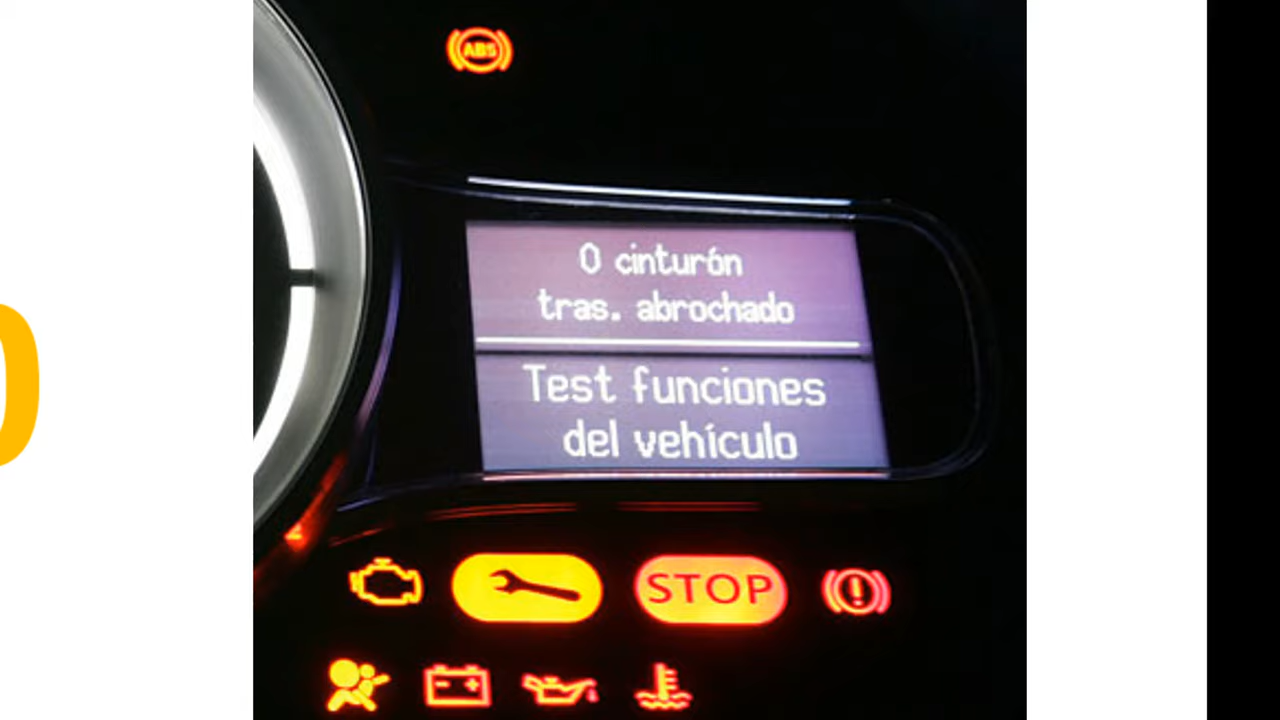 ABS
0 cinturón
tras. abrochado
Test funciones
del vehículo
STOP